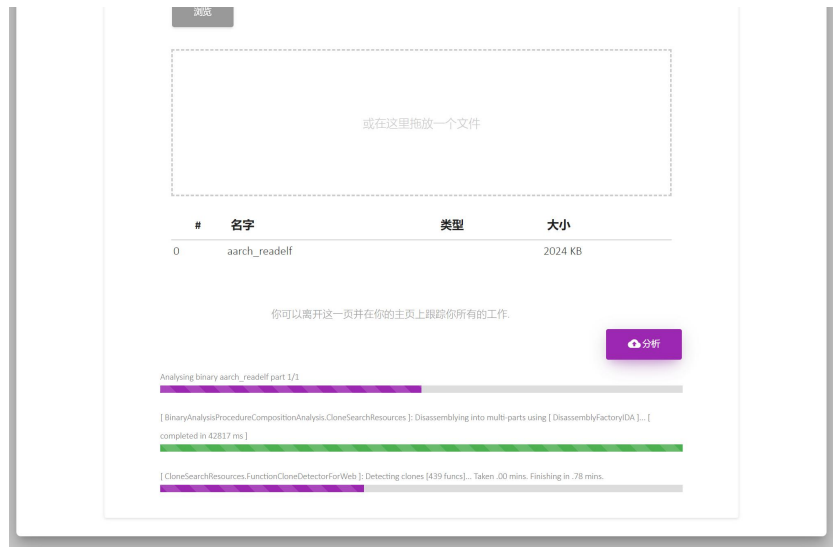 浏览
或在这里拖放一个文件
# 名字 类型 大小
0 aarch_readelf 2024 KB
你可以离开这一页并在你的主页上跟踪你所有的工作.
分析
Analysing binary aarch_readelf part 1/1
[ BinaryAnalysisProcedureCompositionAnalysis.CloneSearchResources ]: Disassemblying into multi-parts using [ DisassemblyFactoryIDA ]... [
completed in 42817 ms ]
[ CloneSearchResources.FunctionCloneDetectorForWeb ]: Detecting clones [439 funcs]... Taken .00 mins. Finishing in .78 mins.